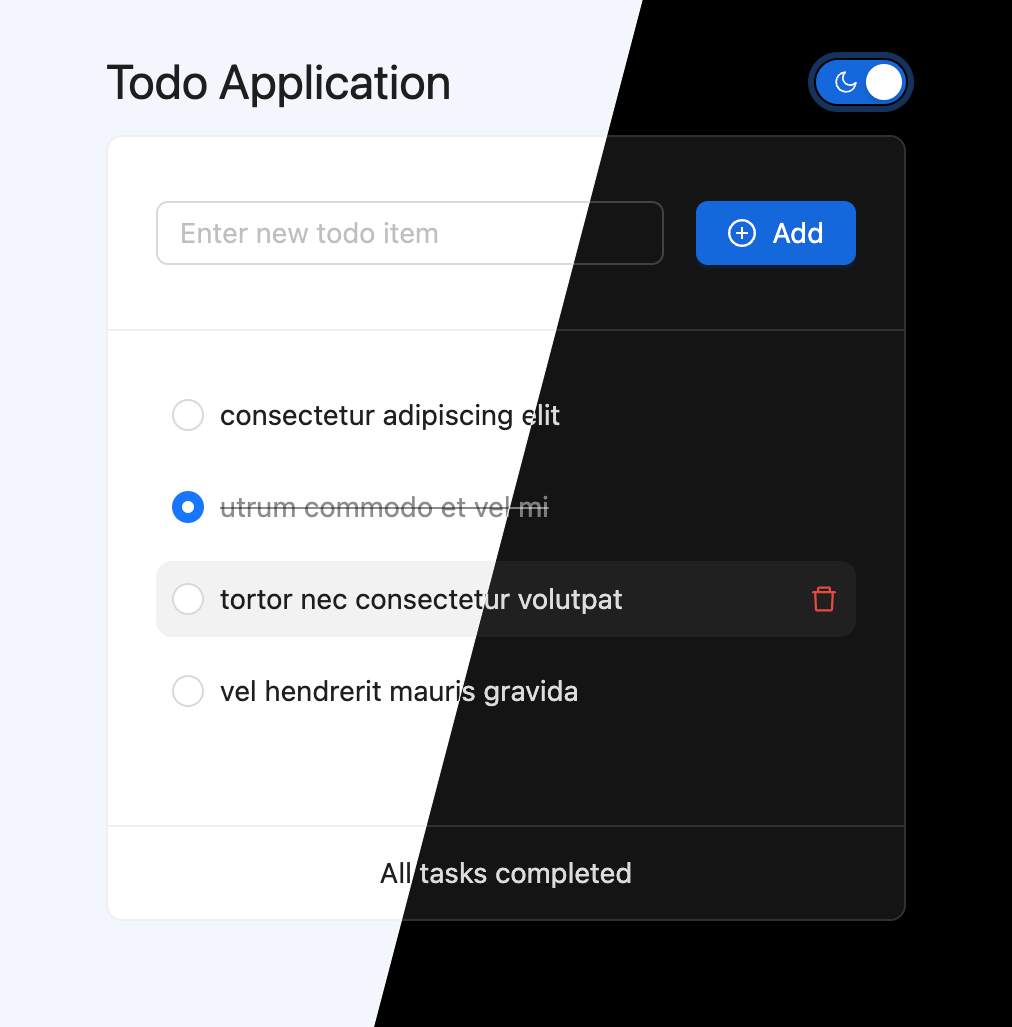 Todo Application
Enter new todo item
Add
consectetur adipiscing elit
utrum commodo et vel mi
tortor nec consectetur volutpat
vel hendrerit mauris gravida
All tasks completed